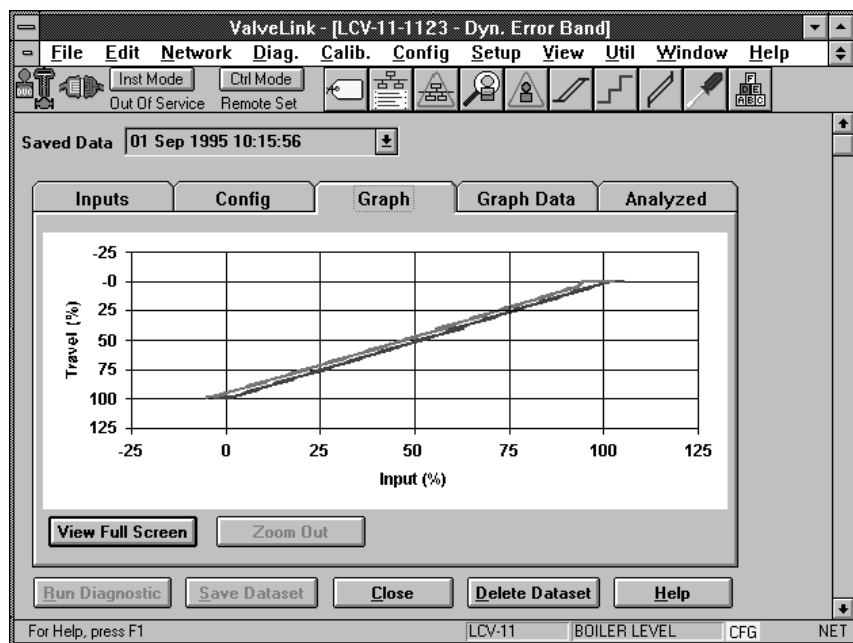 ValveLink - [LCV-11-1123 - Dyn. Error Band]
File Edit Network Diag. Calib. Config Setup View Util Window Help
Inst Mode Ctrl Mode
Out Of Service Remote Set
F
D E
A B C
Saved Data 01 Sep 1995 10:15:56
Inputs Config Graph Graph Data Analyzed
-25
-0
25
50
75
100
125
Travel (%)
-25 0 25 50 75 100 125
Input (%)
View Full Screen Zoom Out
Run Diagnostic Save Dataset Close Delete Dataset Help
For Help, press F1 LCV-11 BOILER LEVEL CFG NET